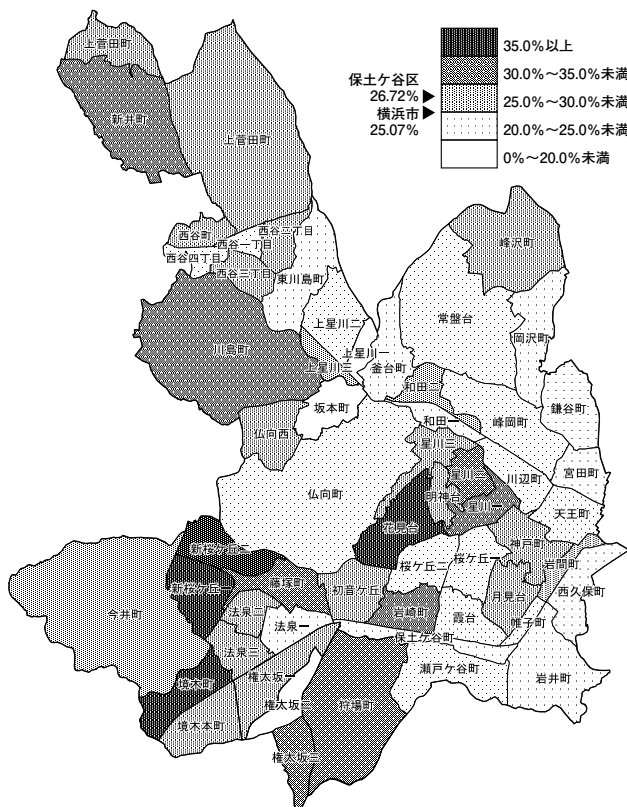 35.0%以上
30.0%~35.0%未満
25.0%~30.0%未満
20.0%~25.0%未満
0%~20.0%未満
保土ケ谷区
26.72%▶
横浜市▶
25.07%
上菅田町
新井町
上菅田町
西谷町
西谷一丁目
西谷二丁目
西谷四丁目
西谷三丁目
東川島町
峰沢町
常盤台
岡沢町
川島町
上星川二
上星川一
上星川三
釜台町
和田二
坂本町
和田一
峰岡町
鎌谷町
仏向西
星川三
星川二
川辺町
宮田町
仏向町
明神台
星川一
天王町
花見台
神戸町
岩間町
新桜ケ丘二
桜ケ丘二
桜ケ丘一
西久保町
今井町
新桜ケ丘一
藤塚町
初音ケ丘
岩崎町
月見台
法泉二
法泉一
霞台
帷子町
法泉三
保土ケ谷町
瀬戸ケ谷町
岩井町
境木町
権太坂一
権太坂二
狩場町
境木本町
権太坂三